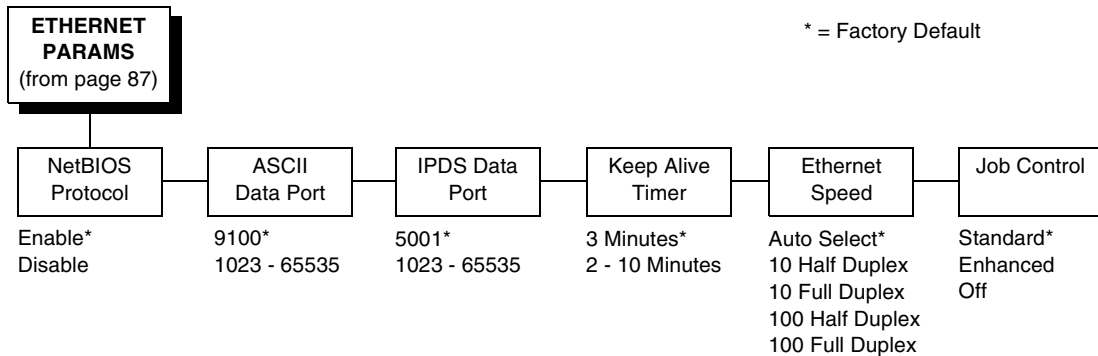 ETHERNET
PARAMS
(from page 87)
* = Factory Default
NetBIOS
Protocol
ASCII
Data Port
IPDS Data
Port
Keep Alive
Timer
Ethernet
Speed
Job Control
Enable*
Disable
9100*
1023 - 65535
5001*
1023 - 65535
3 Minutes*
2 - 10 Minutes
Auto Select*
10 Half Duplex
10 Full Duplex
100 Half Duplex
100 Full Duplex
Standard*
Enhanced
Off